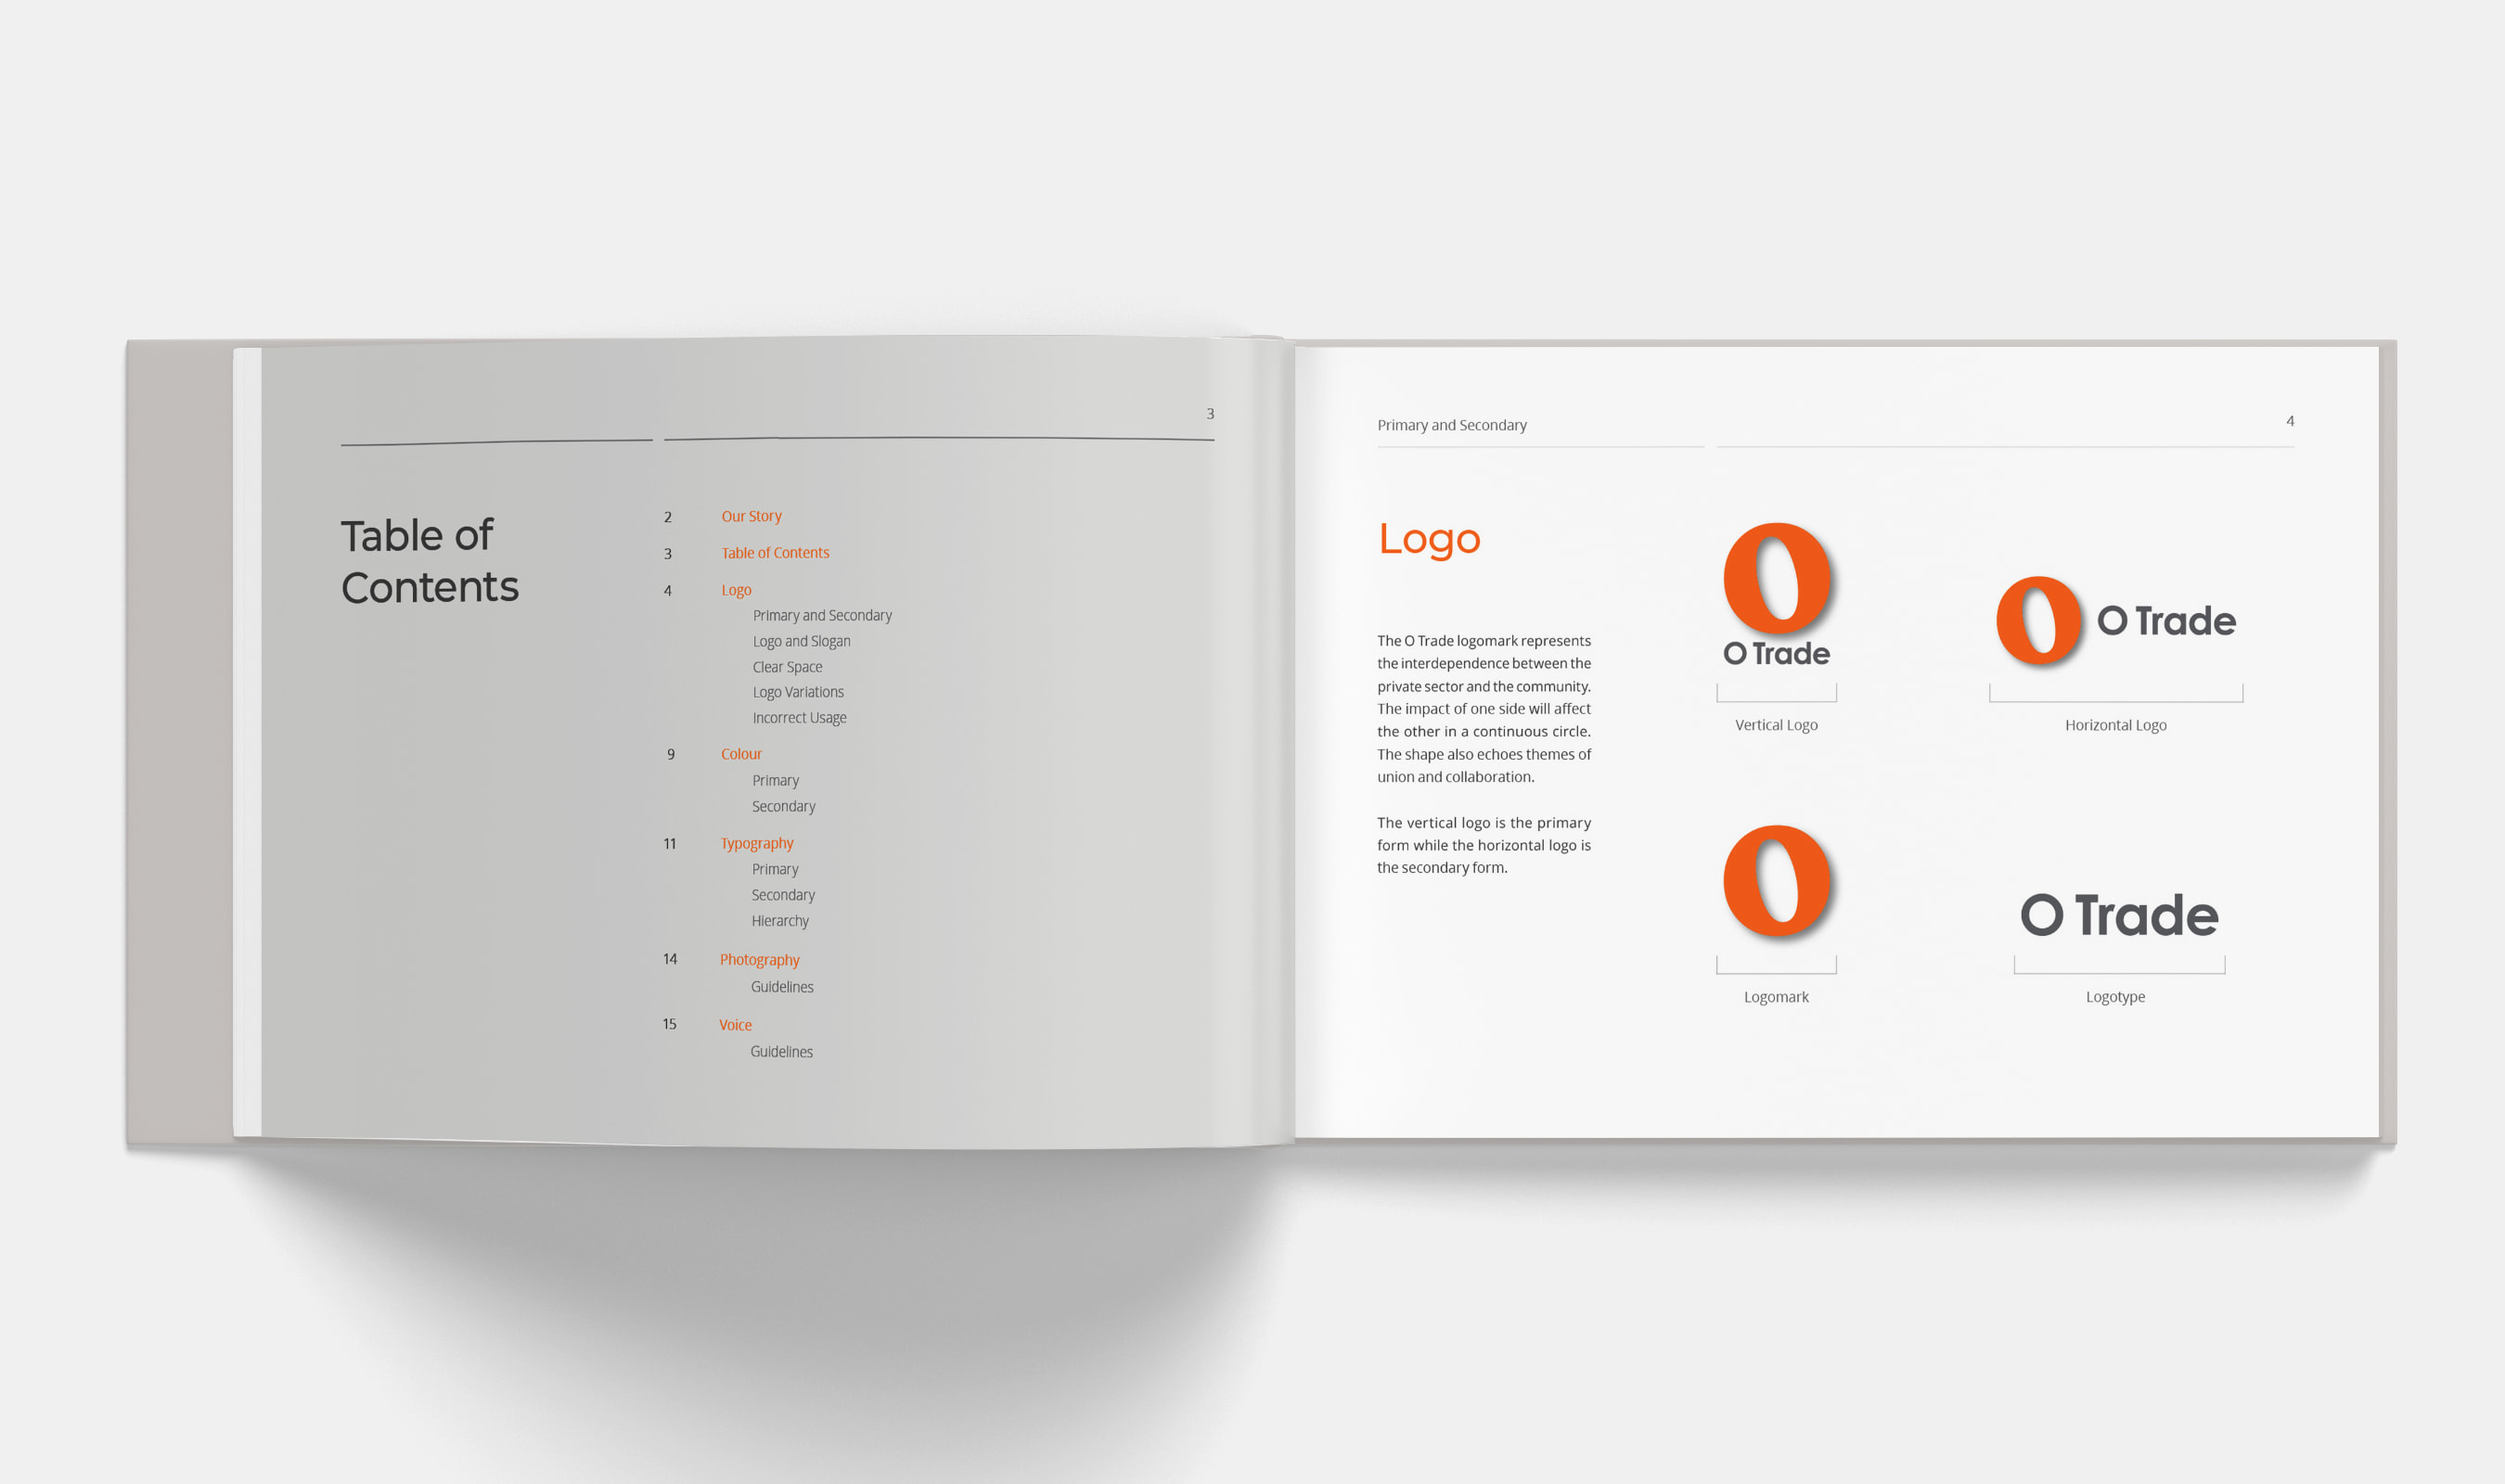 3
Table of
Contents
2 Our Story
3 Table of Contents
4 Logo
Primary and Secondary
Logo and Slogan
Clear Space
Logo Variations
Incorrect Usage
9 Colour
Primary
Secondary
11 Typography
Primary
Secondary
Hierarchy
14 Photography
Guidelines
15 Voice
Guidelines
Primary and Secondary
4
Logo
The O Trade logomark represents
the interdependence between the
private sector and the community.
The impact of one side will affect
the other in a continuous circle.
The shape also echoes themes of
union and collaboration.
The vertical logo is the primary
form while the horizontal logo is
the secondary form.
O
O Trade
Vertical Logo
O O Trade
Horizontal Logo
O
Logomark
O Trade
Logotype